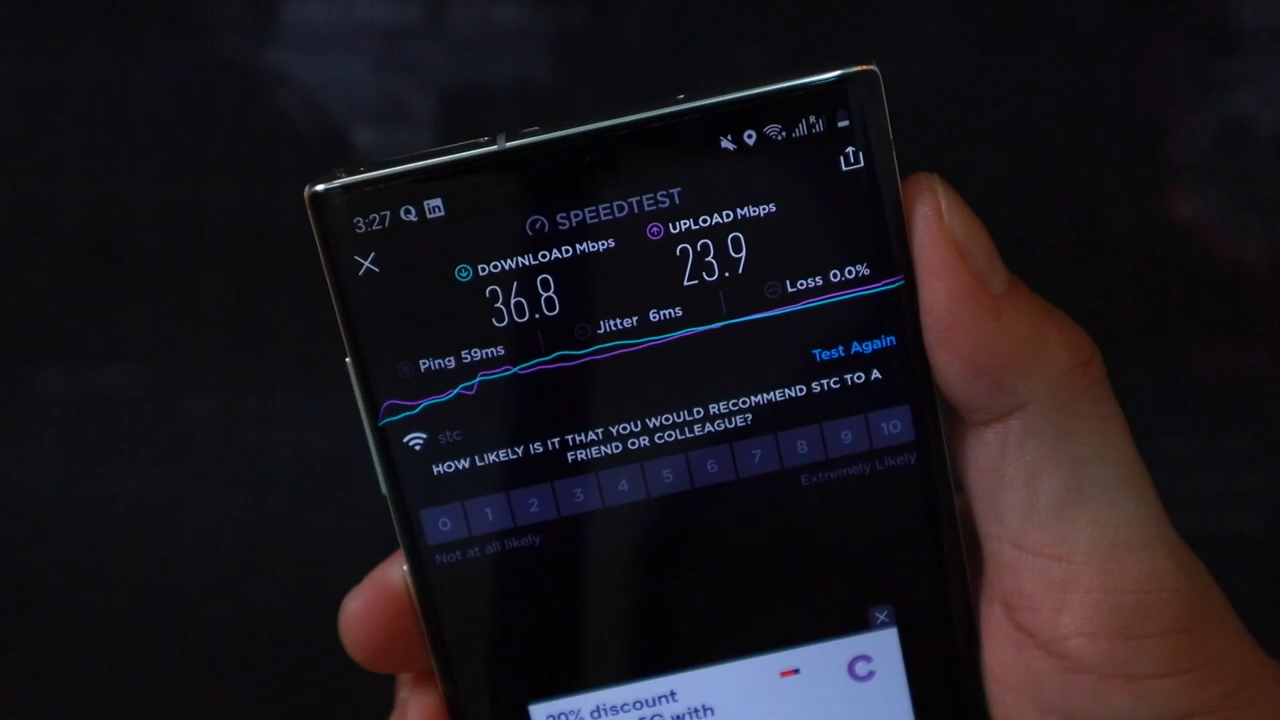 3:27
SPEEDTEST
DOWNLOAD Mbps
UPLOAD Mbps
36.8
23.9
Ping 59ms
Jitter 6ms
Loss 0.0%
Test Again
stc
HOW LIKELY IS IT THAT YOU WOULD RECOMMEND STC TO A
FRIEND OR COLLEAGUE?
0 1 2 3 4 5 6 7 8 9 10
Not at all likely
Extremely Likely
discount
with